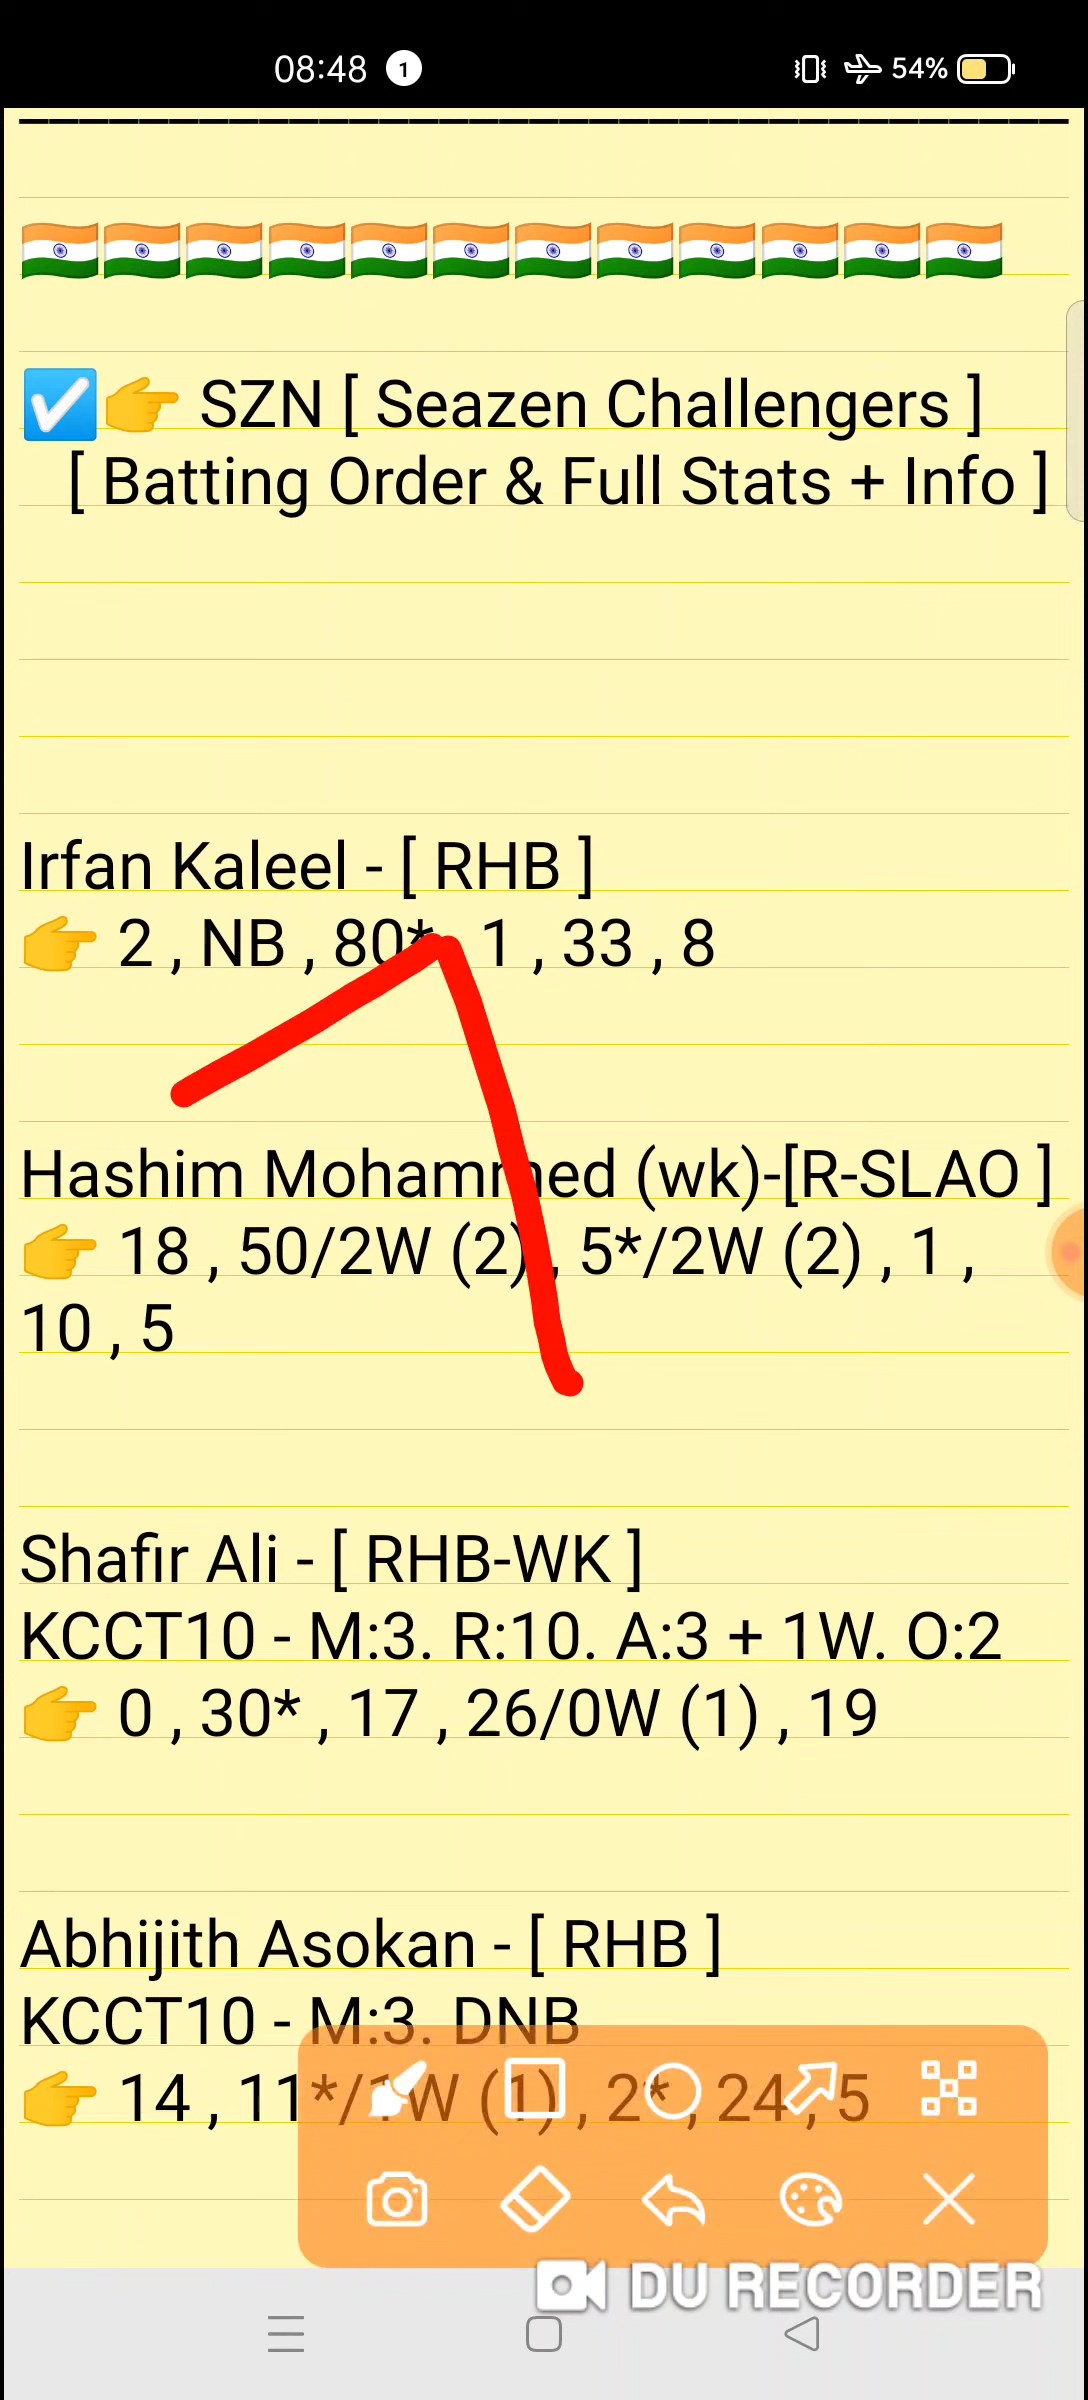 08:48 1 54%
🇮🇳🇮🇳🇮🇳🇮🇳🇮🇳🇮🇳🇮🇳🇮🇳🇮🇳🇮🇳🇮🇳🇮🇳
☑️👉 SZN [ Seazen Challengers ]
[ Batting Order & Full Stats + Info ]
Irfan Kaleel - [ RHB ]
👉 2 , NB , 80* , 1 , 33 , 8
Hashim Mohammed (wk)-[R-SLAO ]
👉 18 , 50/2W (2) , 5*/2W (2) , 1 ,
10 , 5
Shafir Ali - [ RHB-WK ]
KCCT10 - M:3. R:10. A:3 + 1W. O:2
👉 0 , 30* , 17 , 26/0W (1) , 19
Abhijith Asokan - [ RHB ]
KCCT10 - M:3. DNB
👉 14 , 11*/1W (1) , 2* , 24 , 5
DU RECORDER